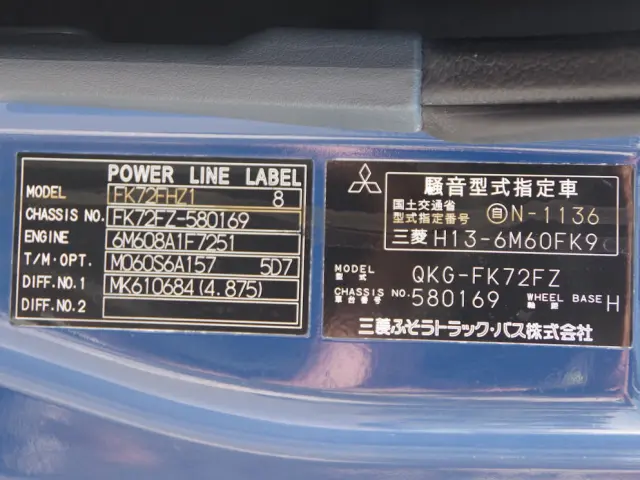 POWER LINE LABEL
MODEL FK72FHZ1 8
CHASSIS NO. FK72FZ-580169
ENGINE 6M608A1F7251
T/M·OPT. M060S6A157 5D7
DIFF.NO.1 MK610684(4.875)
DIFF.NO.2
騒音型式指定車
国土交通省
型式指定番号 自 N-1136
三菱 H13-6M60FK9
MODEL QKG-FK72FZ
型式
CHASSIS NO. 580169 WHEEL BASE H
車台番号 軸距
三菱ふそうトラック・バス株式会社